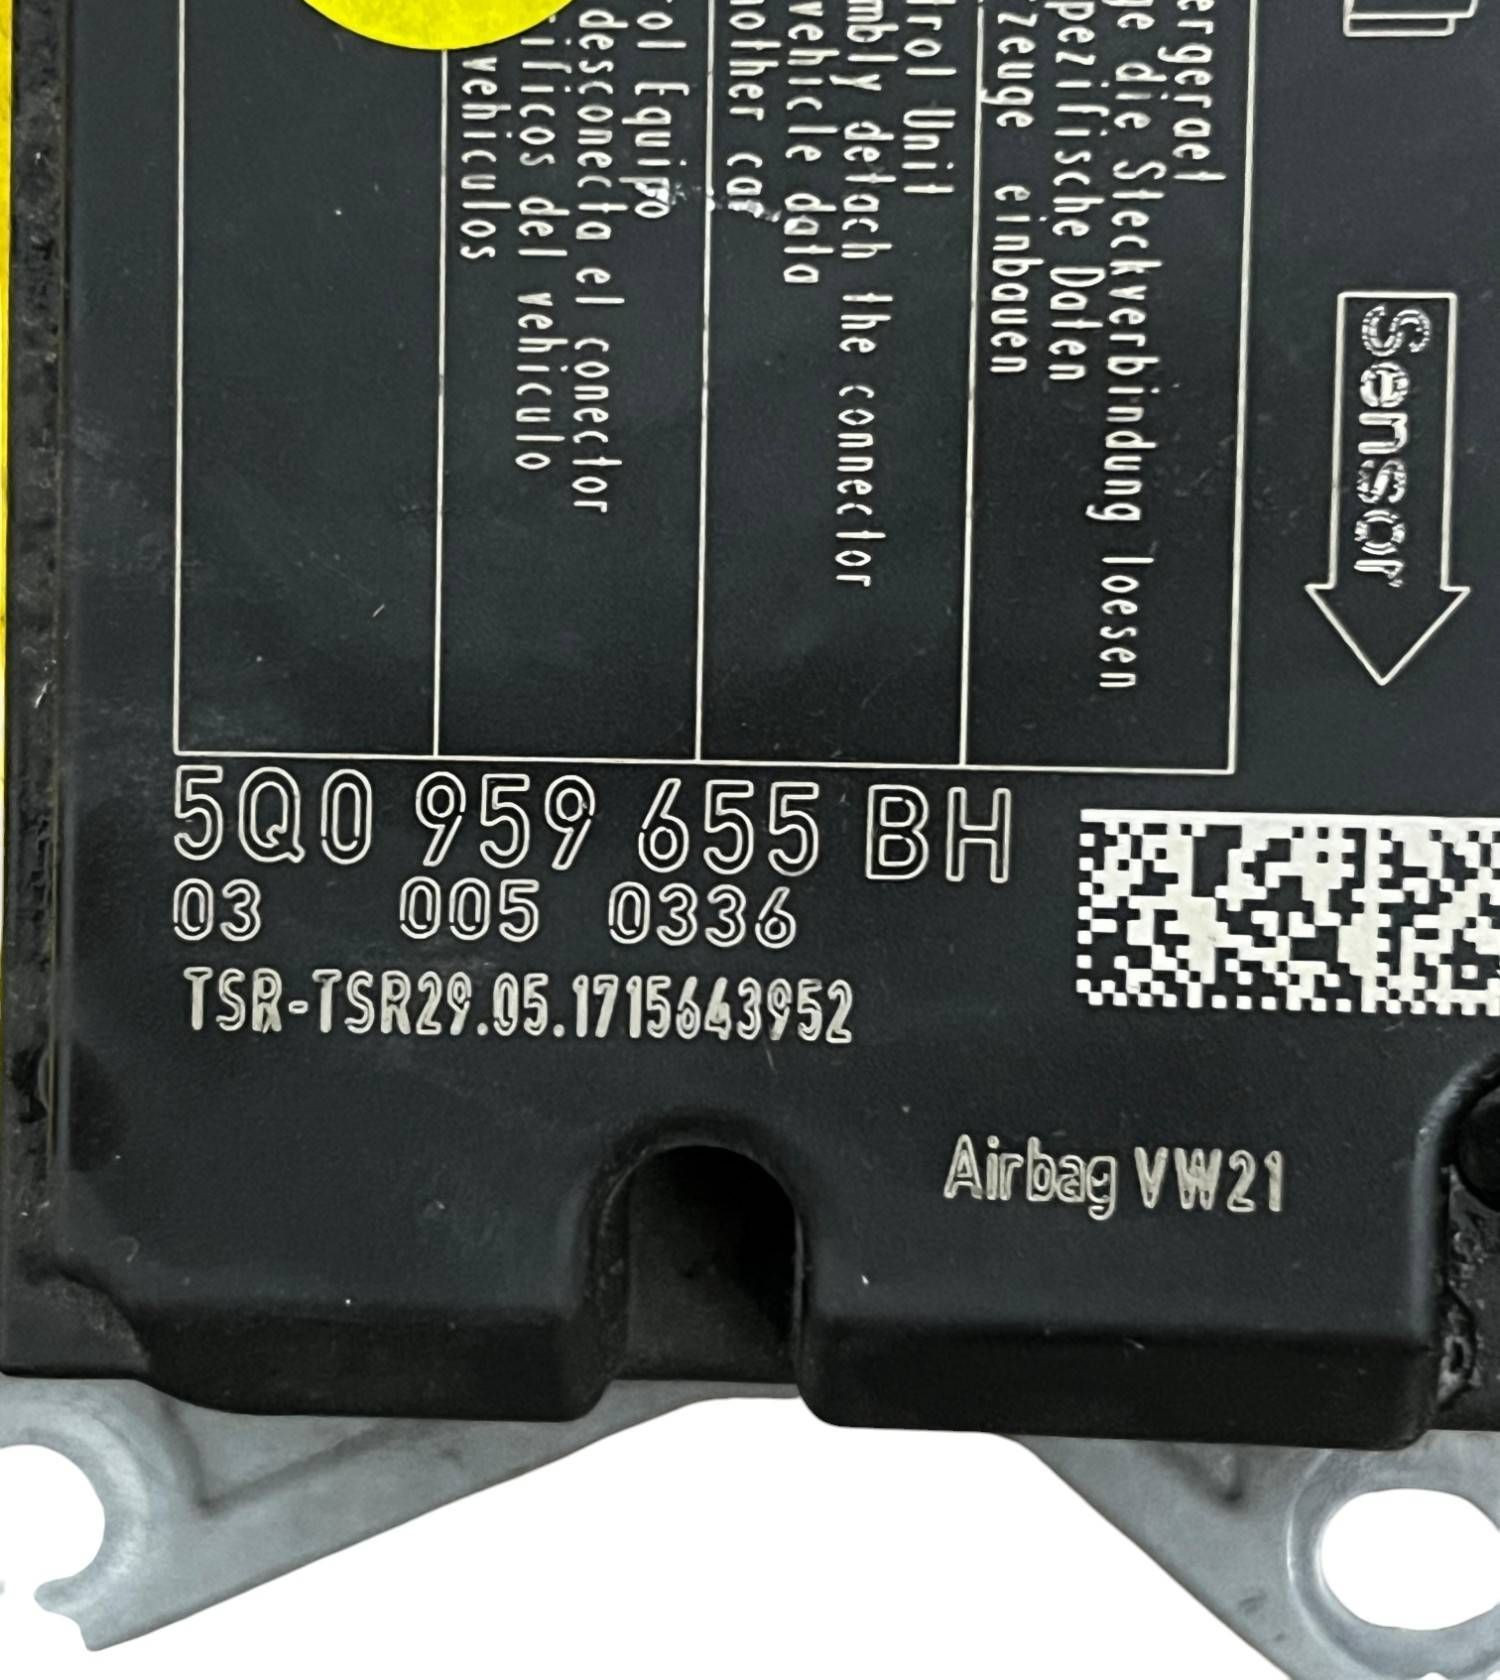 ergeraet
ge die Steckverbindung loesen
pezifische Daten
zeuge einbauen
trol Unit
mbly detach the connector
vehicle data
nother car
ol Equipo
desconecta el conector
ificos del vehiculo
vehiculos
Sensor
5Q0 959 655 BH
03 005 0336
TSR-TSR29.05.1715643952
Airbag VW21